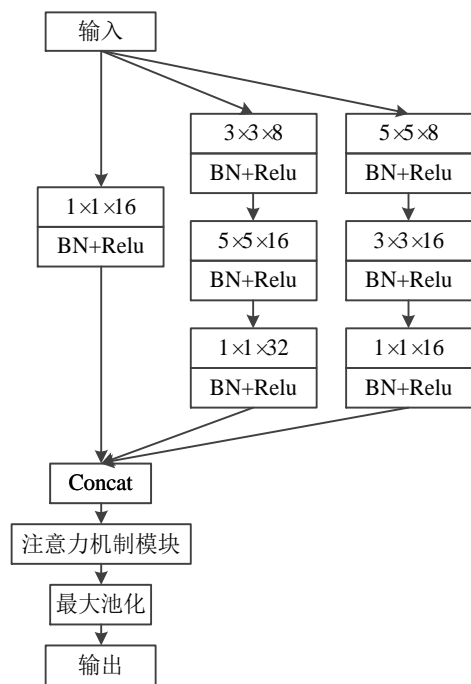 输入
3×3×8
BN+Relu
5×5×8
BN+Relu
1×1×16
BN+Relu
5×5×16
BN+Relu
3×3×16
BN+Relu
1×1×32
BN+Relu
1×1×16
BN+Relu
Concat
注意力机制模块
最大池化
输出